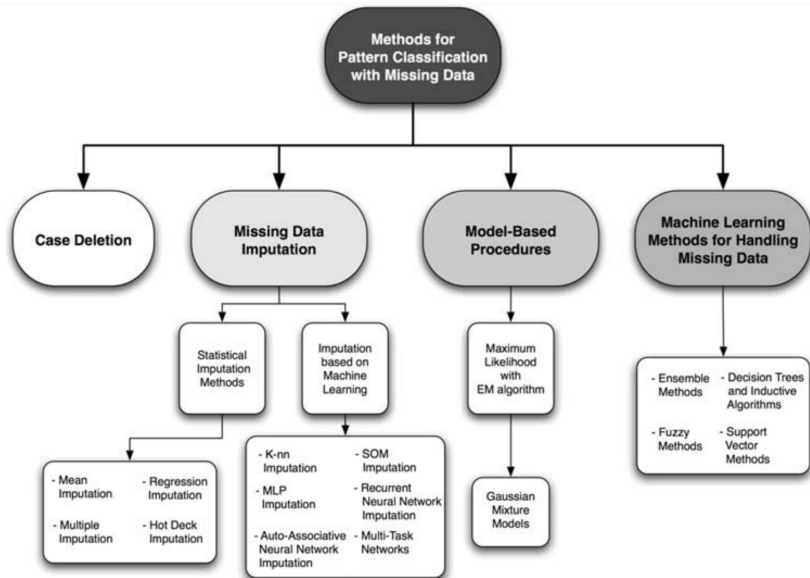 Methods for
Pattern Classification
with Missing Data
Case Deletion
Missing Data
Imputation
Model-Based
Procedures
Machine Learning
Methods for Handling
Missing Data
Statistical
Imputation
Methods
Imputation
based on
Machine
Learning
Maximum
Likelihood
with
EM algorithm
- Ensemble
Methods
- Decision Trees
and Inductive
Algorithms
- Fuzzy Methods
- Support
Vector
Methods
- Mean
Imputation
- Regression
Imputation
- Multiple
Imputation
- Hot Deck
Imputation
- K-nn
Imputation
- SOM
Imputation
- MLP
Imputation
- Recurrent
Neural Network
Imputation
- Auto-Associative
Neural Network
Imputation
- Multi-Task
Networks
Gaussian
Mixture
Models